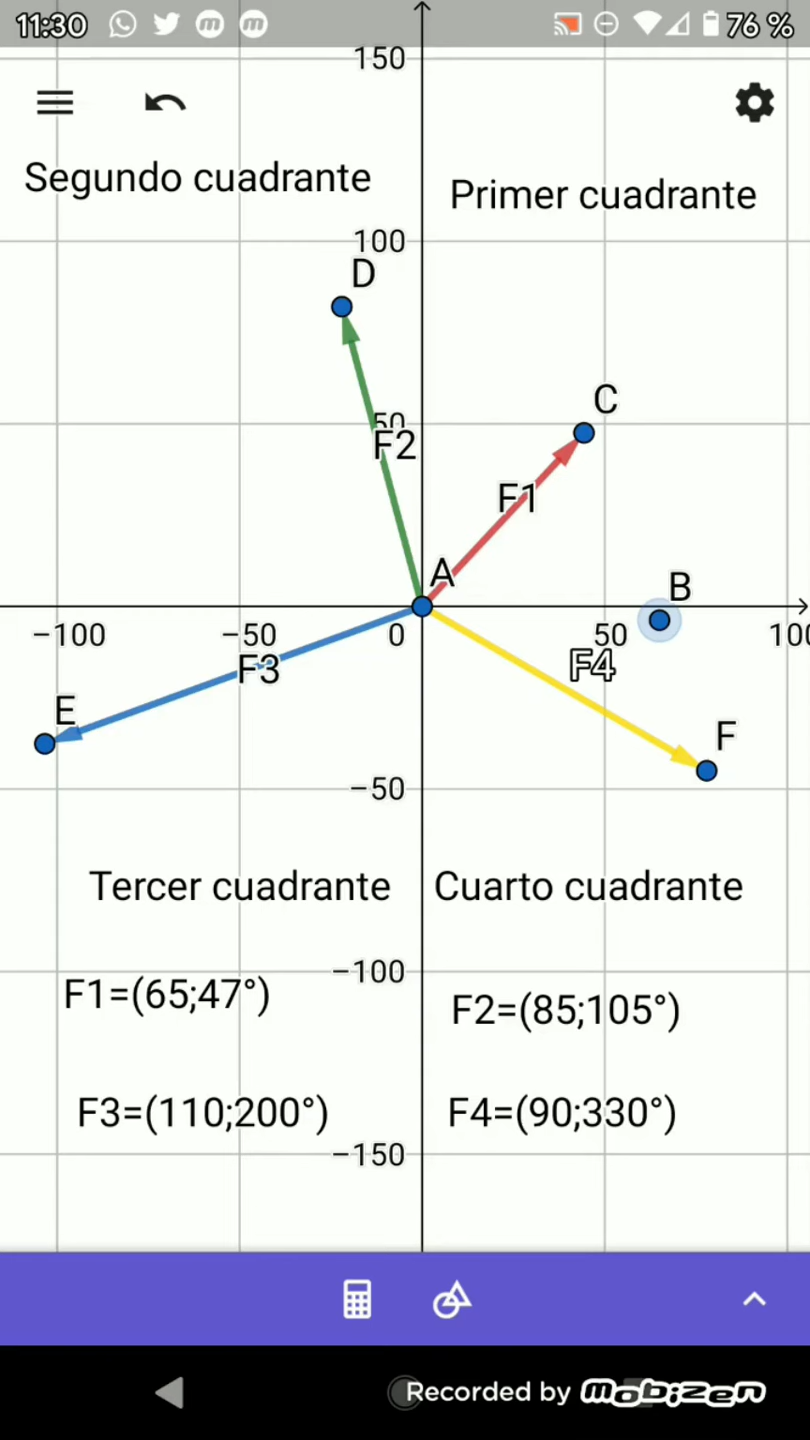 11:30 76 %
150
Segundo cuadrante
Primer cuadrante
100
D
C
50
F2
F1
A
B
−100 −50 0 50 100
F4
F3
E
F
−50
Tercer cuadrante Cuarto cuadrante
−100
F1=(65;47°)
F2=(85;105°)
F3=(110;200°) F4=(90;330°)
−150
Recorded by mobizen